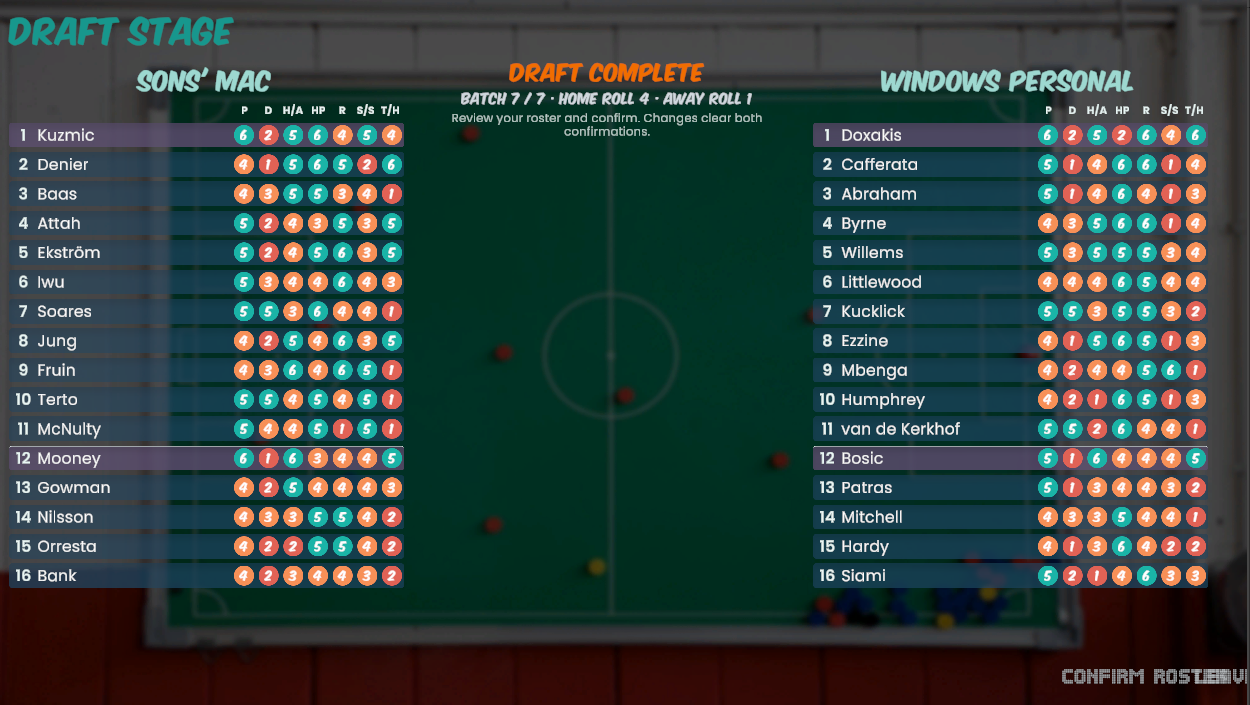 DRAFT STAGE
SONS' MAC
P D H/A HP R S/S T/H
1 Kuzmic 6 2 5 6 4 5 4
2 Denier 4 1 5 6 5 2 6
3 Baas 4 3 5 5 3 4 1
4 Attah 5 2 4 3 5 3 5
5 Ekström 5 2 4 5 6 3 5
6 Iwu 5 3 4 4 6 4 3
7 Soares 5 5 3 6 4 4 1
8 Jung 4 2 5 4 6 3 5
9 Fruin 4 3 6 4 6 5 1
10 Terto 5 5 4 5 4 5 1
11 McNulty 5 4 4 5 1 5 1
12 Mooney 6 1 6 3 4 4 5
13 Gowman 4 2 5 4 4 4 3
14 Nilsson 4 3 3 5 5 4 2
15 Orresta 4 2 2 5 5 4 2
16 Bank 4 2 3 4 4 3 2
DRAFT COMPLETE
BATCH 7 / 7 · HOME ROLL 4 · AWAY ROLL 1
Review your roster and confirm. Changes clear both
confirmations.
WINDOWS PERSONAL
P D H/A HP R S/S T/H
1 Doxakis 6 2 5 2 6 4 6
2 Cafferata 5 1 4 6 6 1 4
3 Abraham 5 1 4 6 4 1 3
4 Byrne 4 3 5 6 6 1 4
5 Willems 5 3 5 5 5 3 4
6 Littlewood 4 4 4 6 5 4 4
7 Kucklick 5 5 3 5 5 3 2
8 Ezzine 4 1 5 6 5 1 3
9 Mbenga 4 2 4 4 5 6 1
10 Humphrey 4 2 1 6 5 1 3
11 van de Kerkhof 5 5 2 6 4 4 1
12 Bosic 5 1 6 4 4 4 5
13 Patras 5 1 3 4 4 3 2
14 Mitchell 4 3 3 5 4 4 1
15 Hardy 4 1 3 6 4 2 2
16 Siami 5 2 1 4 6 3 3
CONFIRM